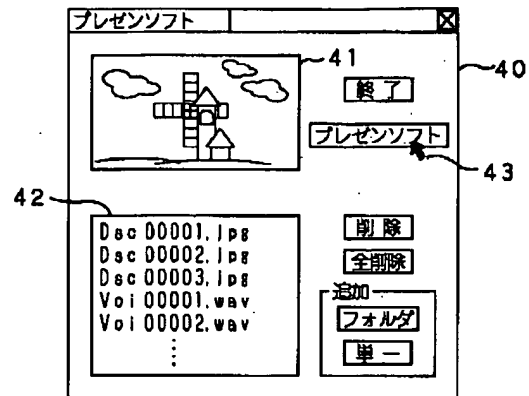 プレゼンソフト
41
40
終了
プレゼンソフト
43
42
Dsc00001.jpg
Dsc00002.jpg
Dsc00003.jpg
Voi00001.wav
Voi00002.wav
⋮
削除
全削除
追加
フォルダ
単一